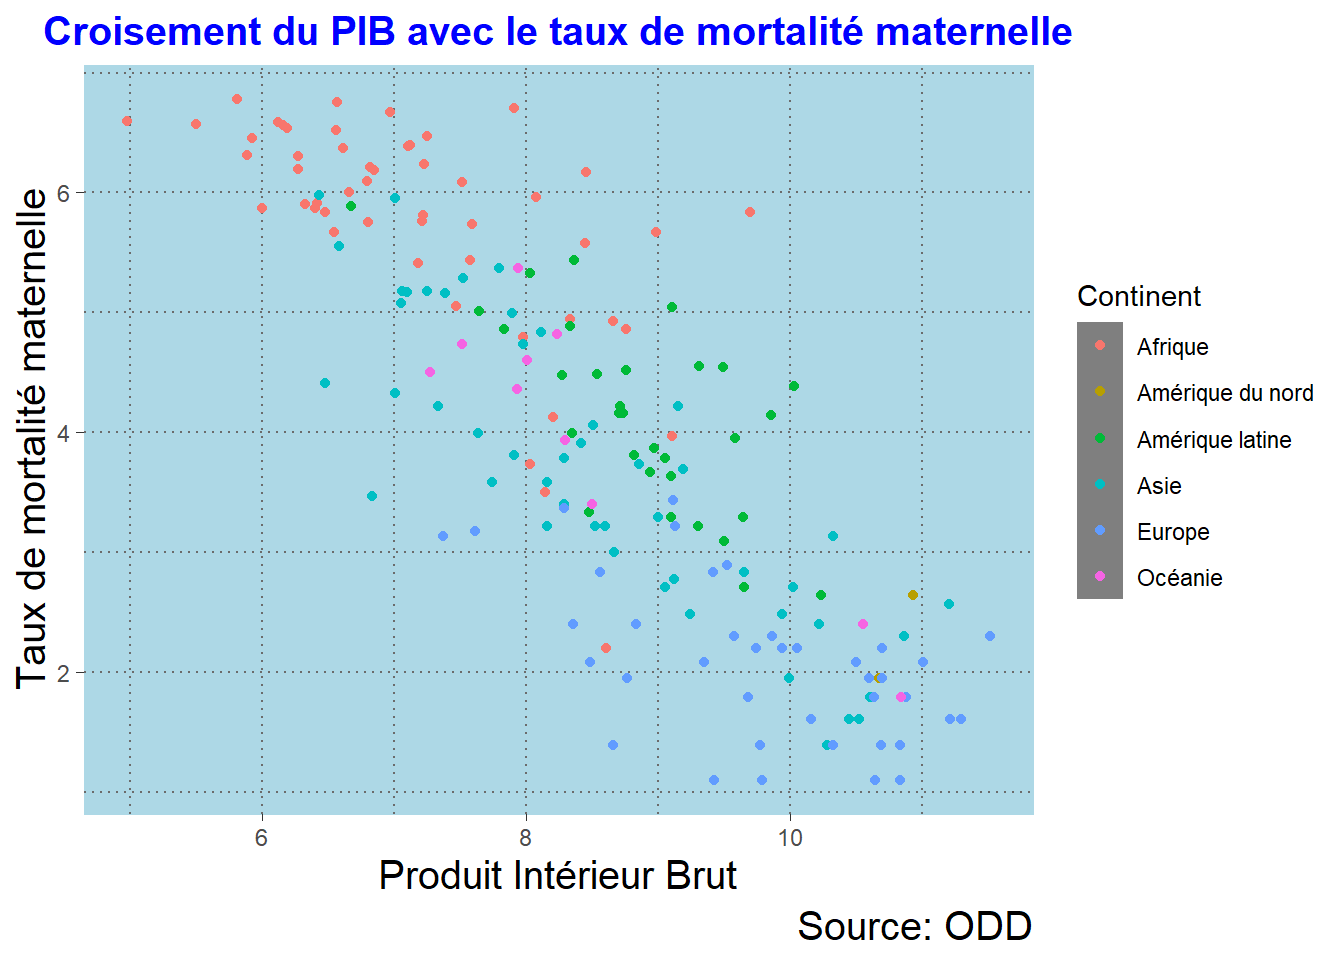 Croisement du PIB avec le taux de mortalité maternelle
Taux de mortalité maternelle
6
4
2
6
8
10
Produit Intérieur Brut
Source: ODD
Continent
Afrique
Amérique du nord
Amérique latine
Asie
Europe
Océanie